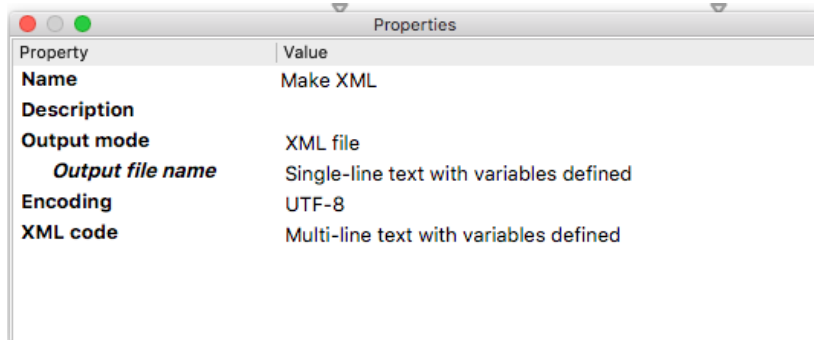 Properties
Property Value
Name Make XML
Description
Output mode XML file
Output file name Single-line text with variables defined
Encoding UTF-8
XML code Multi-line text with variables defined